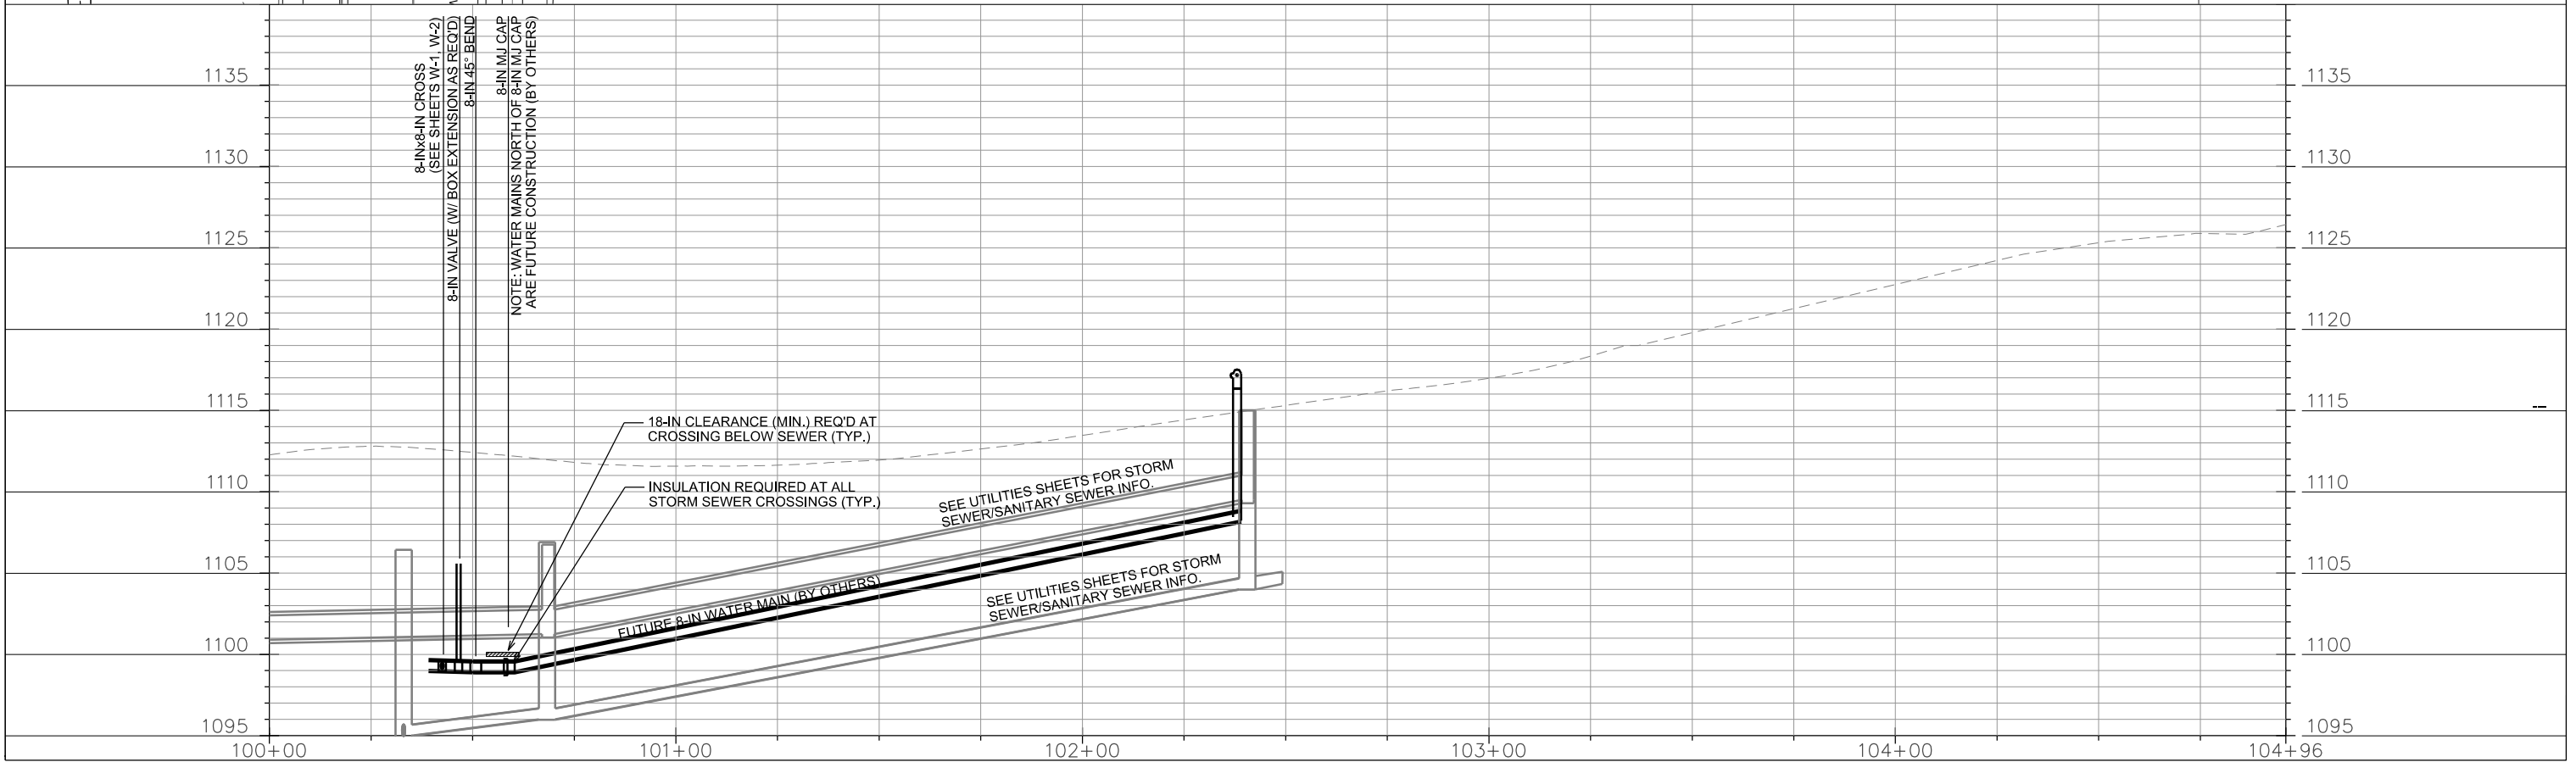 8-INx8-IN CROSS
(SEE SHEETS W-1, W-2)
8-IN VALVE (W/ BOX EXTENSION AS REQ'D)
8-IN 45° BEND
8-IN MJ CAP
NOTE: WATER MAINS NORTH OF 8-IN MJ CAP
ARE FUTURE CONSTRUCTION (BY OTHERS)
1135
1135
1130
1130
1125
1125
1120
1120
1115
1115
18-IN CLEARANCE (MIN.) REQ'D AT
CROSSING BELOW SEWER (TYP.)
INSULATION REQUIRED AT ALL
STORM SEWER CROSSINGS (TYP.)
SEE UTILITIES SHEETS FOR STORM
SEWER/SANITARY SEWER INFO.
1110
1110
1105
1105
FUTURE 8-IN WATER MAIN (BY OTHERS)
SEE UTILITIES SHEETS FOR STORM
SEWER/SANITARY SEWER INFO.
1100
1100
1095
1095
100+00
101+00
102+00
103+00
104+00
104+96